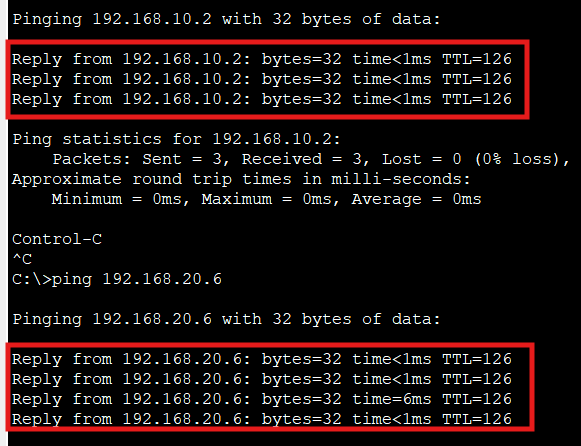 Pinging 192.168.10.2 with 32 bytes of data:
Reply from 192.168.10.2: bytes=32 time<1ms TTL=126
Reply from 192.168.10.2: bytes=32 time<1ms TTL=126
Reply from 192.168.10.2: bytes=32 time<1ms TTL=126
Ping statistics for 192.168.10.2:
    Packets: Sent = 3, Received = 3, Lost = 0 (0% loss),
Approximate round trip times in milli-seconds:
    Minimum = 0ms, Maximum = 0ms, Average = 0ms
Control-C
^C
C:\>ping 192.168.20.6
Pinging 192.168.20.6 with 32 bytes of data:
Reply from 192.168.20.6: bytes=32 time<1ms TTL=126
Reply from 192.168.20.6: bytes=32 time<1ms TTL=126
Reply from 192.168.20.6: bytes=32 time=6ms TTL=126
Reply from 192.168.20.6: bytes=32 time<1ms TTL=126